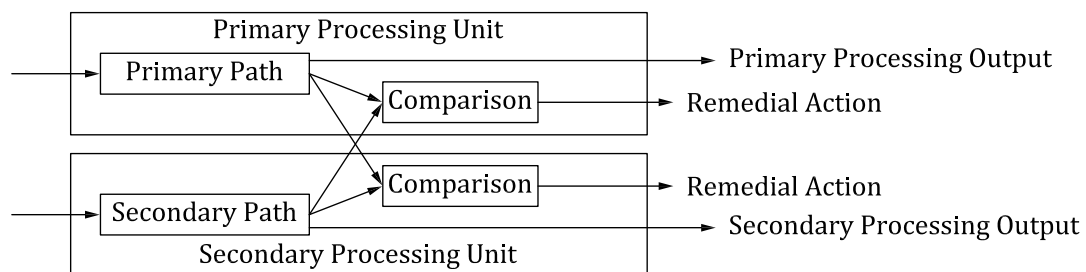 Primary Processing Unit
Primary Path
Primary Processing Output
Comparison
Remedial Action
Comparison
Remedial Action
Secondary Path
Secondary Processing Output
Secondary Processing Unit